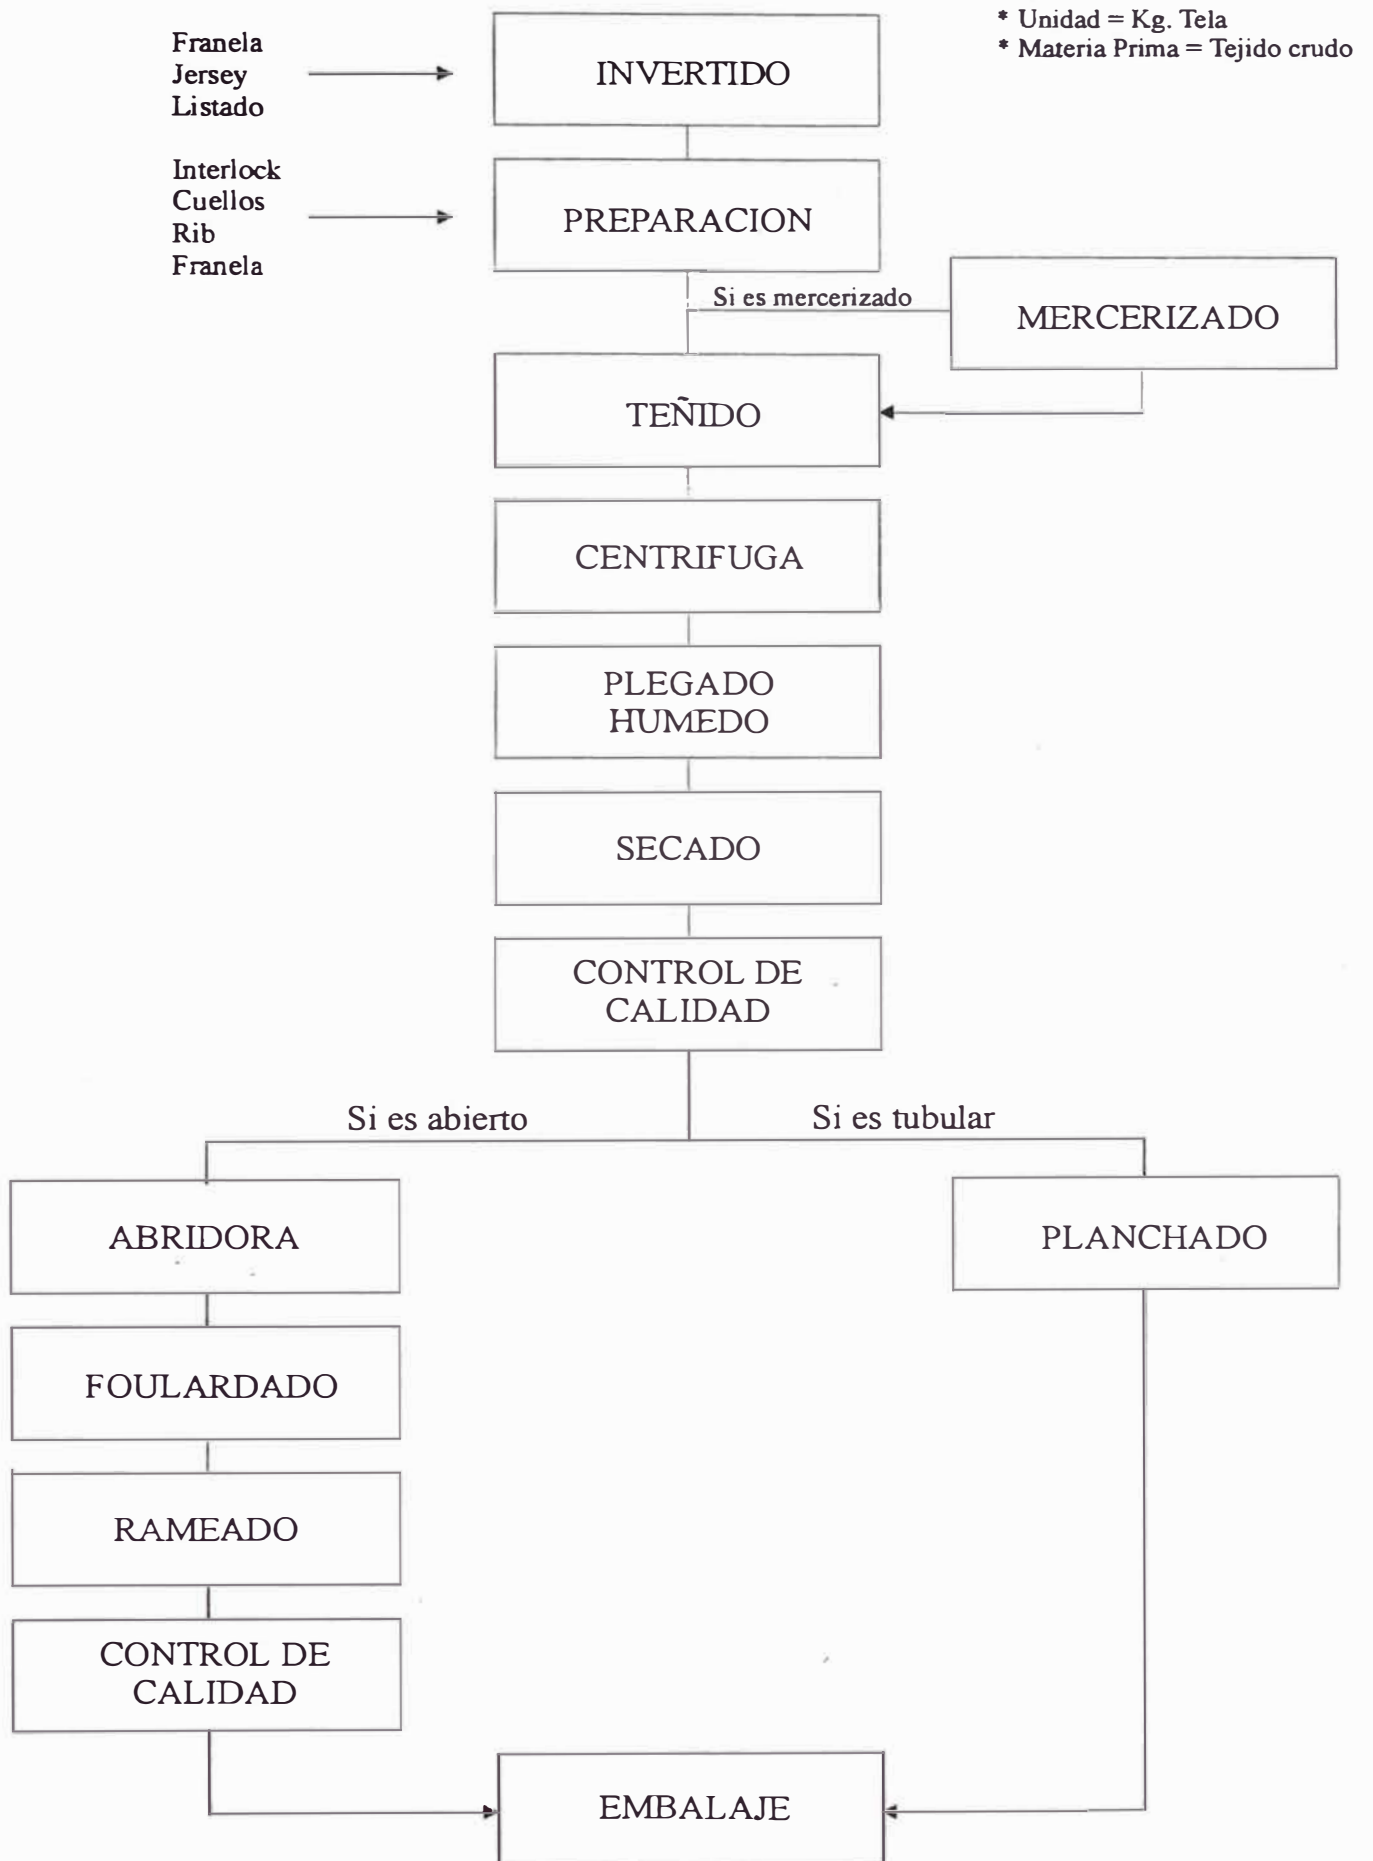 * Unidad = Kg. Tela
* Materia Prima = Tejido crudo
Franela
Jersey
Listado
INVERTIDO
Interlock
Cuellos
Rib
Franela
PREPARACION
Si es mercerizado
MERCERIZADO
TEÑIDO
CENTRIFUGA
PLEGADO
HUMEDO
SECADO
CONTROL DE
CALIDAD
Si es abierto
Si es tubular
ABRIDORA
PLANCHADO
FOULARDADO
RAMEADO
CONTROL DE
CALIDAD
EMBALAJE